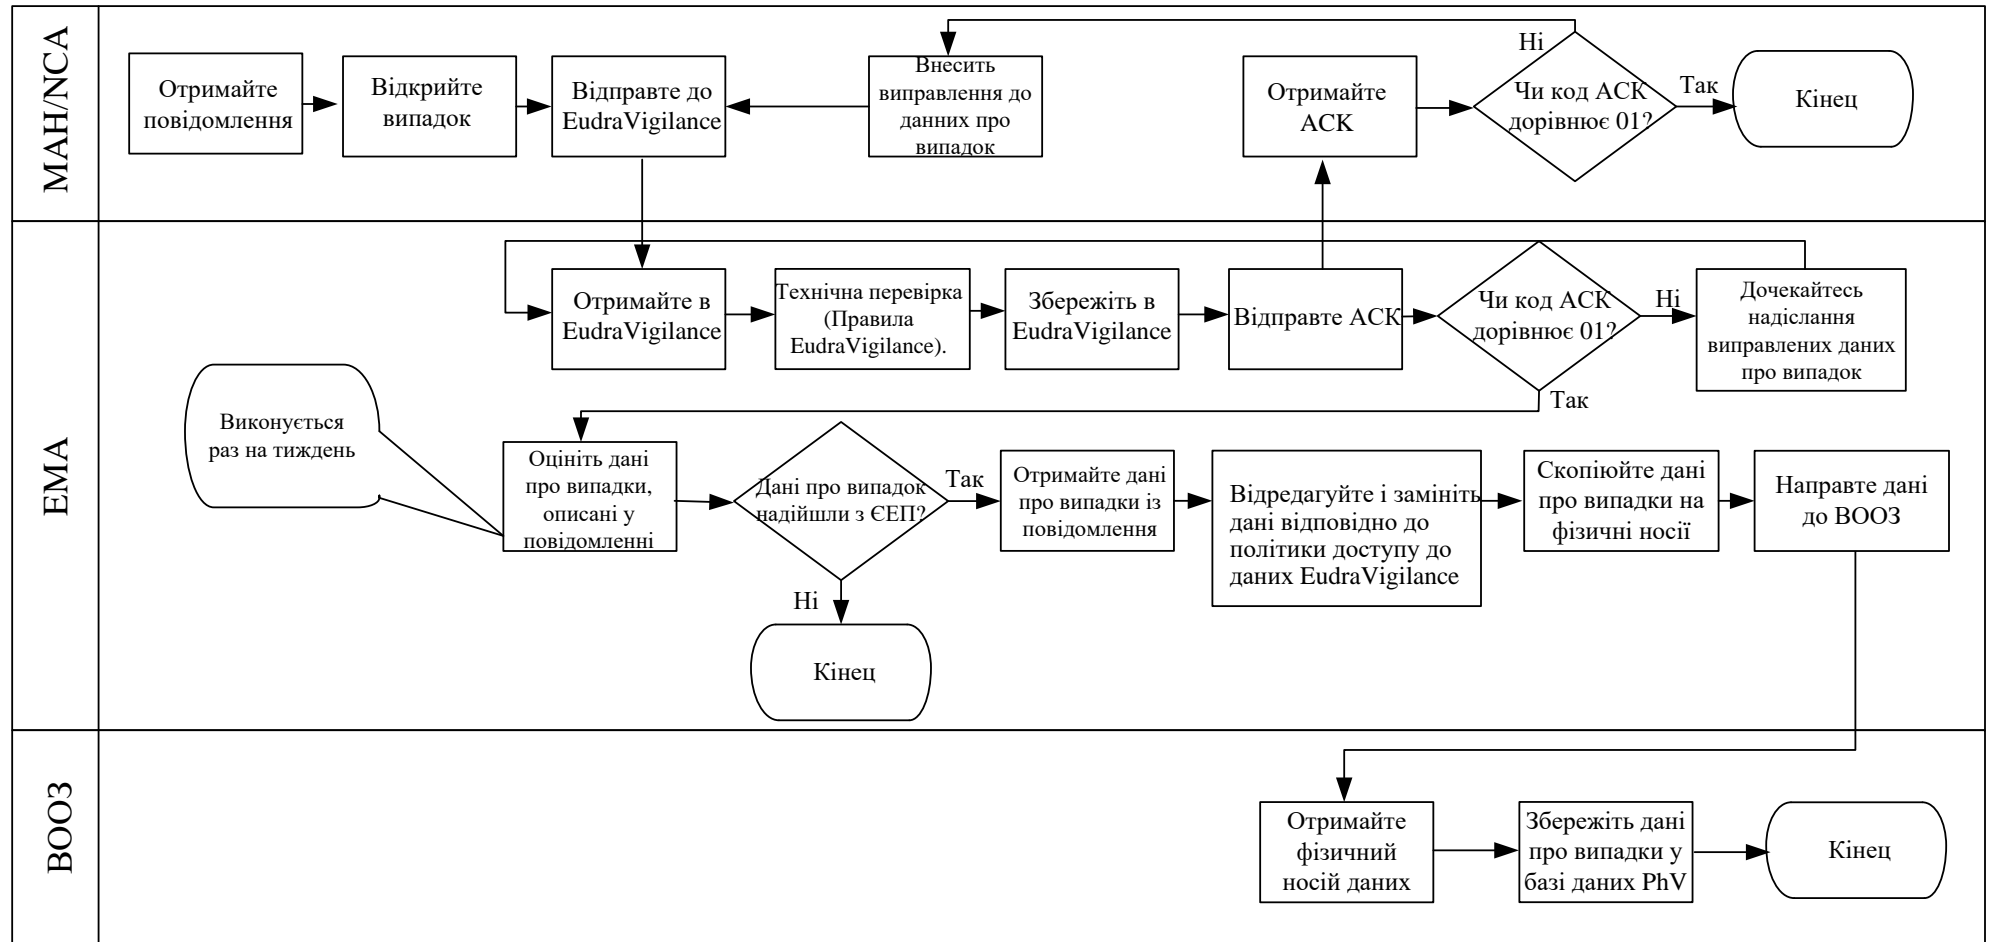 MAH/NCA
Отримайте
повідомлення
Відкрийте
випадок
Відправте до
EudraVigilance
Внесить
виправлення до
данних про
випадок
Отримайте
ACK
Ні
Чи код АСК
дорівнює 01?
Так
Кінец
EMA
Отримайте в
EudraVigilance
Технічна перевірка
(Правила
EudraVigilance).
Збережіть в
EudraVigilance
Відправте АСК
Чи код АСК
дорівнює 01?
Ні
Дочекайтесь
надіслання
виправлених даних
про випадок
Так
Виконується
раз на тиждень
Оцініть дані
про випадки,
описані у
повідомленні
Дані про випадок
надійшли з ЄЕП?
Так
Ні
Кінец
Отримайте дані
про випадки із
повідомлення
Відредагуйте і замініть
дані відповідно до
політики доступу до
даних EudraVigilance
Скопіюйте дані
про випадки на
фізичні носії
Направте дані
до ВООЗ
ВООЗ
Отримайте
фізичний
носій даних
Збережіть дані
про випадки у
базі даних PhV
Кінец